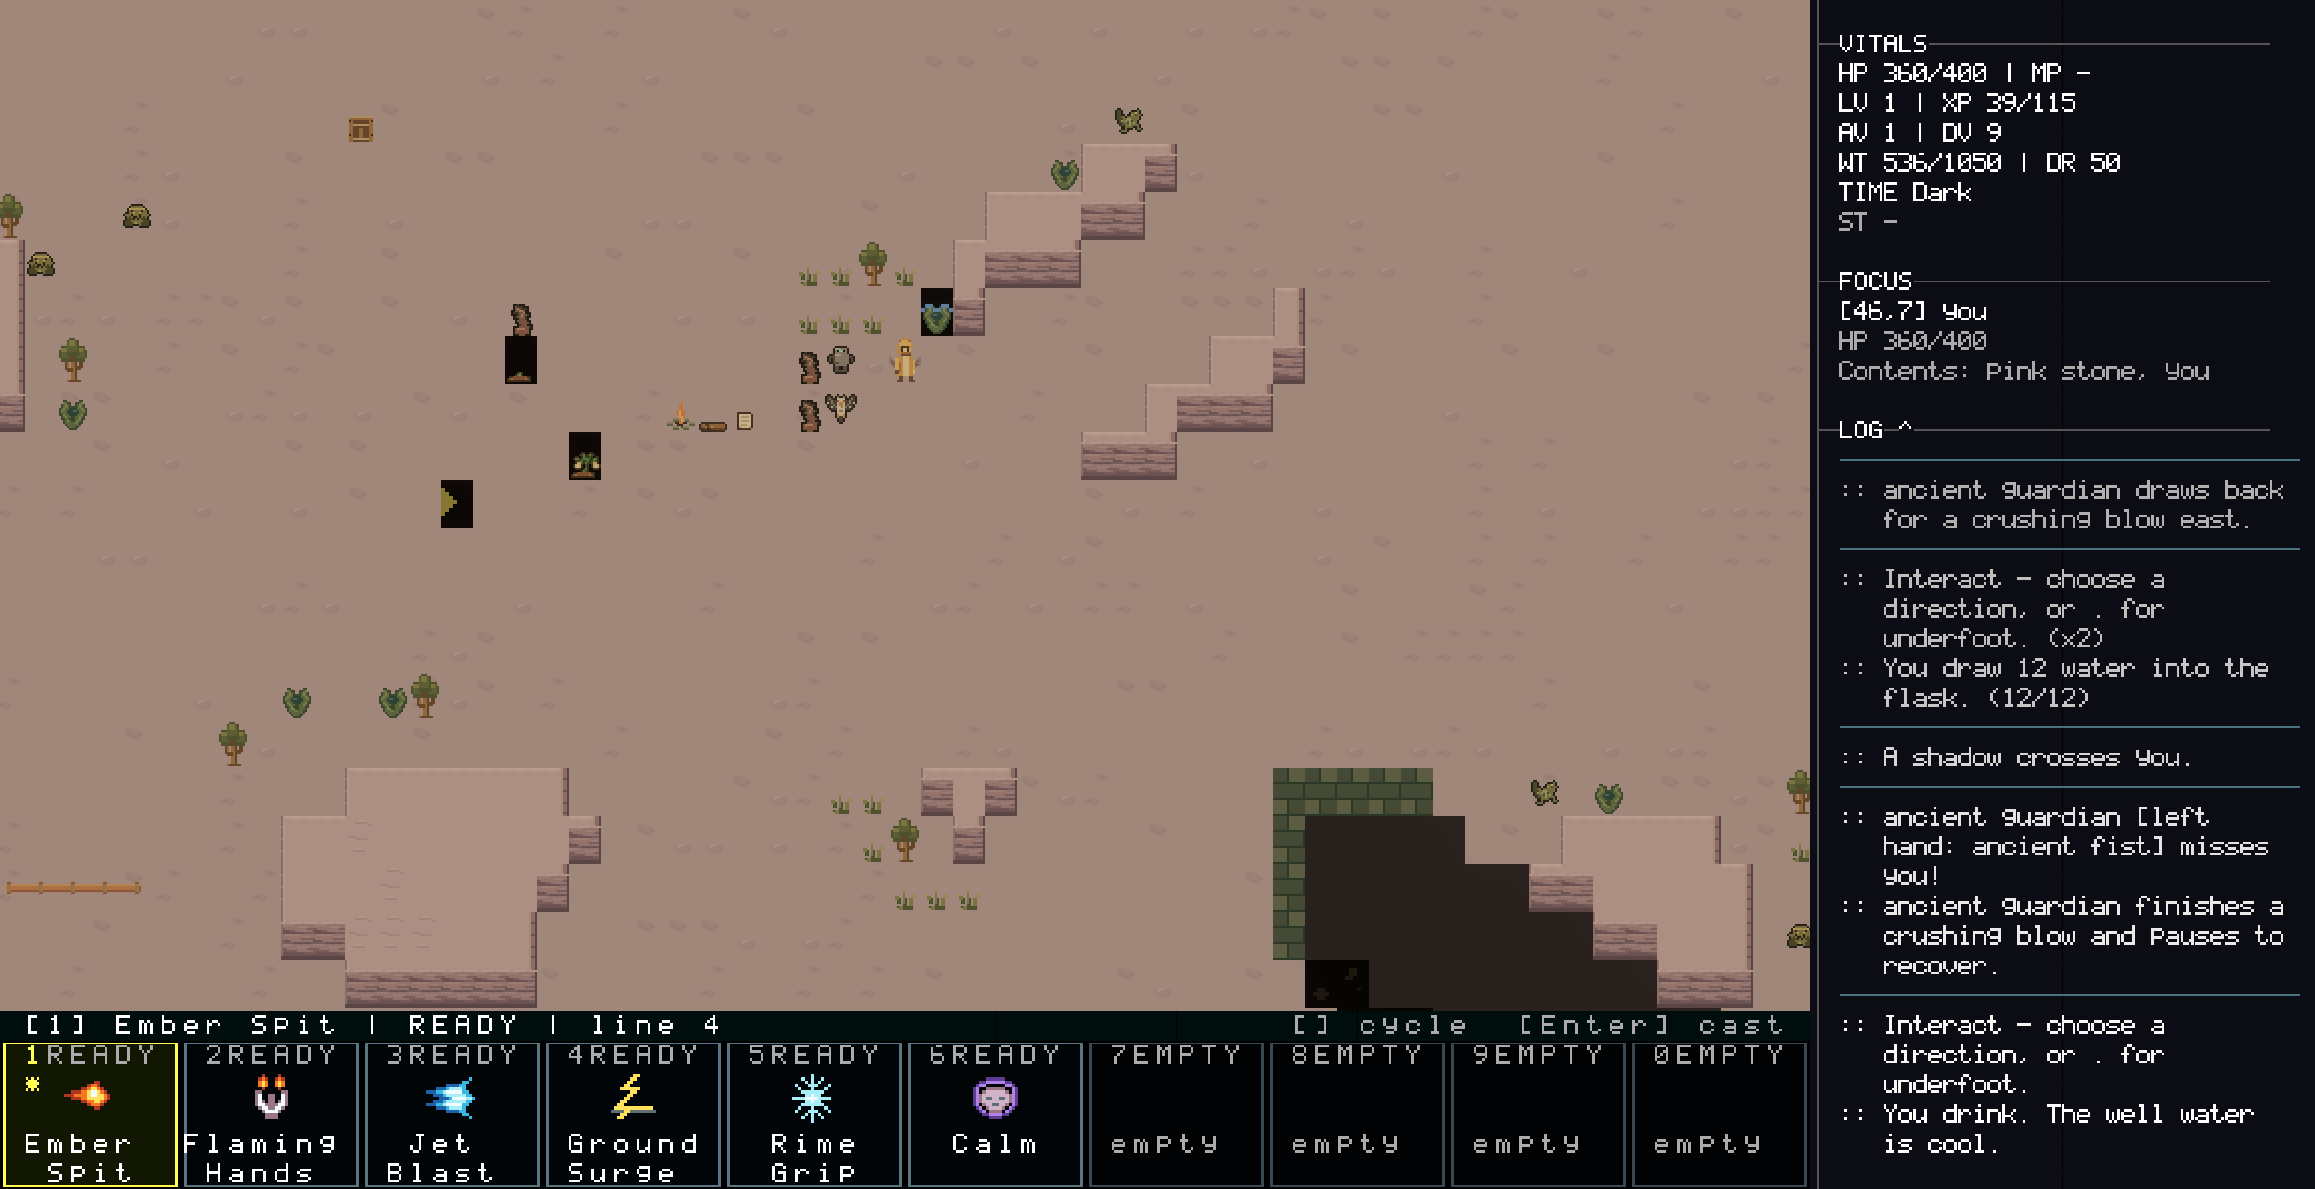 VITALS
HP 360/400 | MP -
LV 1 | XP 39/115
AV 1 | DV 9
WT 536/1050 | DR 50
TIME Dark
ST -
FOCUS
[46,7] You
HP 360/400
Contents: Pink stone, You
LOG ^
:: ancient guardian draws back
for a crushing blow east.
:: Interact - choose a
direction, or . for
underfoot. (x2)
:: You draw 12 water into the
flask. (12/12)
:: A shadow crosses You.
:: ancient guardian [left
hand: ancient fist] misses
you!
:: ancient guardian finishes a
crushing blow and pauses to
recover.
:: Interact - choose a
direction, or . for
underfoot.
:: You drink. The well water
is cool.
[1] Ember Spit | READY | line 4
[] cycle [Enter] cast
1READY 2READY 3READY 4READY 5READY 6READY 7EMPTY 8EMPTY 9EMPTY 0EMPTY
Ember Flaming Jet Ground Rime Calm empty empty empty empty
Spit Hands Blast Surge Grip